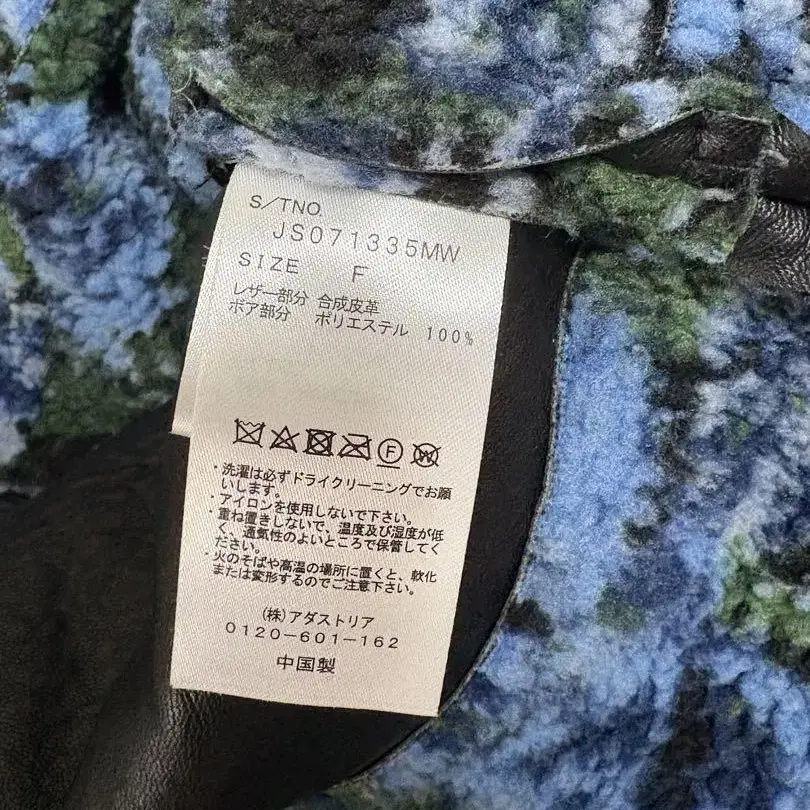 S/TNO.
JS071335MW
SIZE F
レザー部分 合成皮革
ボア部分 ポリエステル 100%
F
W
・洗濯は必ずドライクリーニングでお願
いします。
・アイロンを使用しないで下さい。
・重ね置きしないで、温度及び湿度が低
く、通気性のよいところで保管してく
ださい。
・火のそばや高温の場所に置くと、軟化
または変形するのでご注意下さい。
(株)アダストリア
0120-601-162
中国製